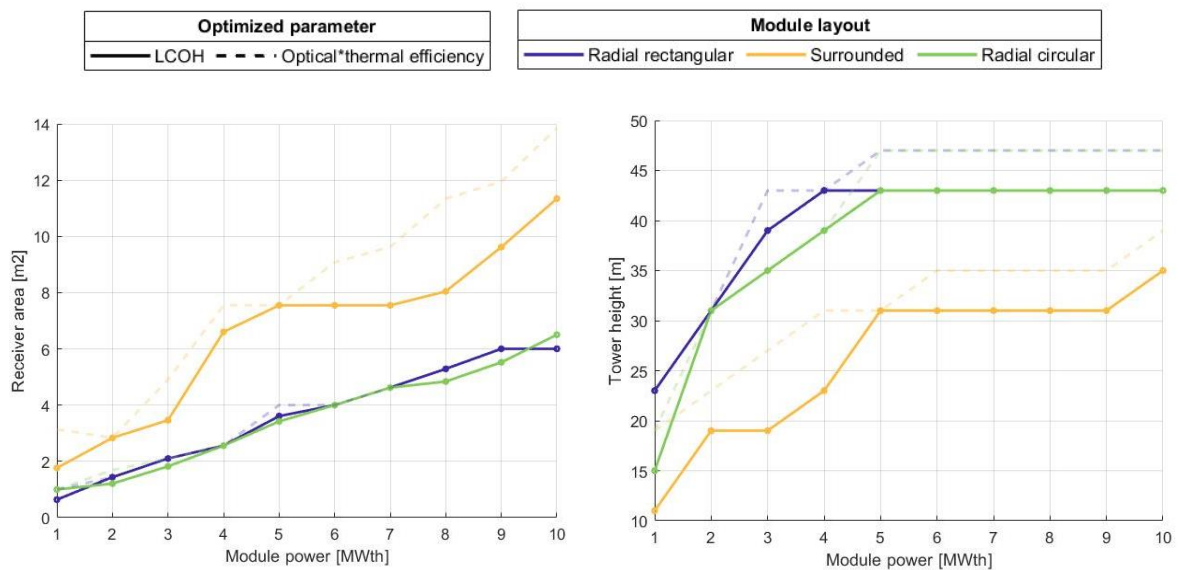 Optimized parameter
LCOH Optical*thermal efficiency
Module layout
Radial rectangular Surrounded Radial circular
Receiver area [m2]
14
12
10
8
6
4
2
0
1 2 3 4 5 6 7 8 9 10
Module power [MWth]
Tower height [m]
50
45
40
35
30
25
20
15
10
1 2 3 4 5 6 7 8 9 10
Module power [MWth]